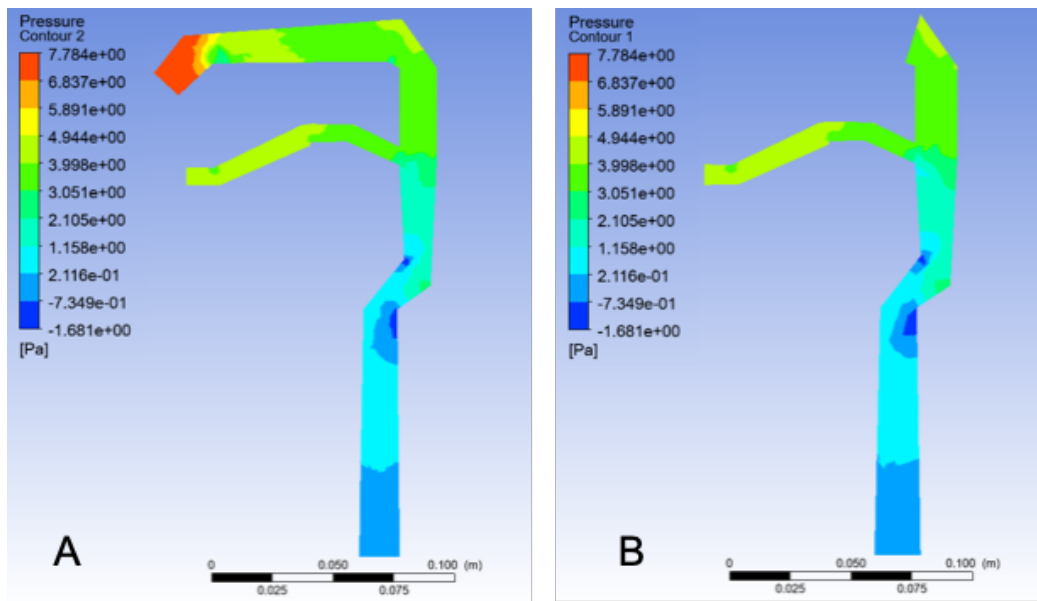 Pressure
Contour 2
7.784e+00
6.837e+00
5.891e+00
4.944e+00
3.998e+00
3.051e+00
2.105e+00
1.158e+00
2.116e-01
-7.349e-01
-1.681e+00
[Pa]
A
0 0.050 0.100 (m)
0.025 0.075
Pressure
Contour 1
7.784e+00
6.837e+00
5.891e+00
4.944e+00
3.998e+00
3.051e+00
2.105e+00
1.158e+00
2.116e-01
-7.349e-01
-1.681e+00
[Pa]
B
0 0.050 0.100 (m)
0.025 0.075